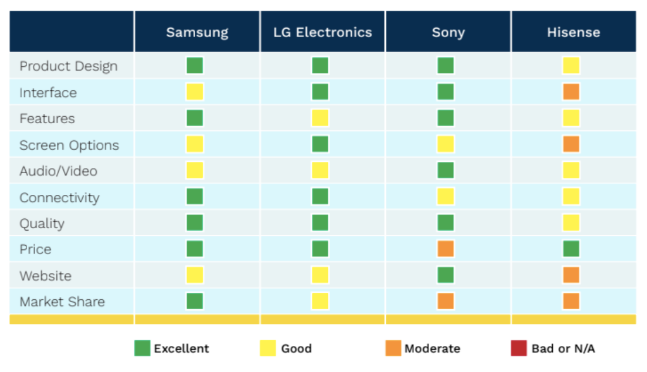 Samsung LG Electronics Sony Hisense
Product Design
Interface
Features
Screen Options
Audio/Video
Connectivity
Quality
Price
Website
Market Share
Excellent Good Moderate Bad or N/A